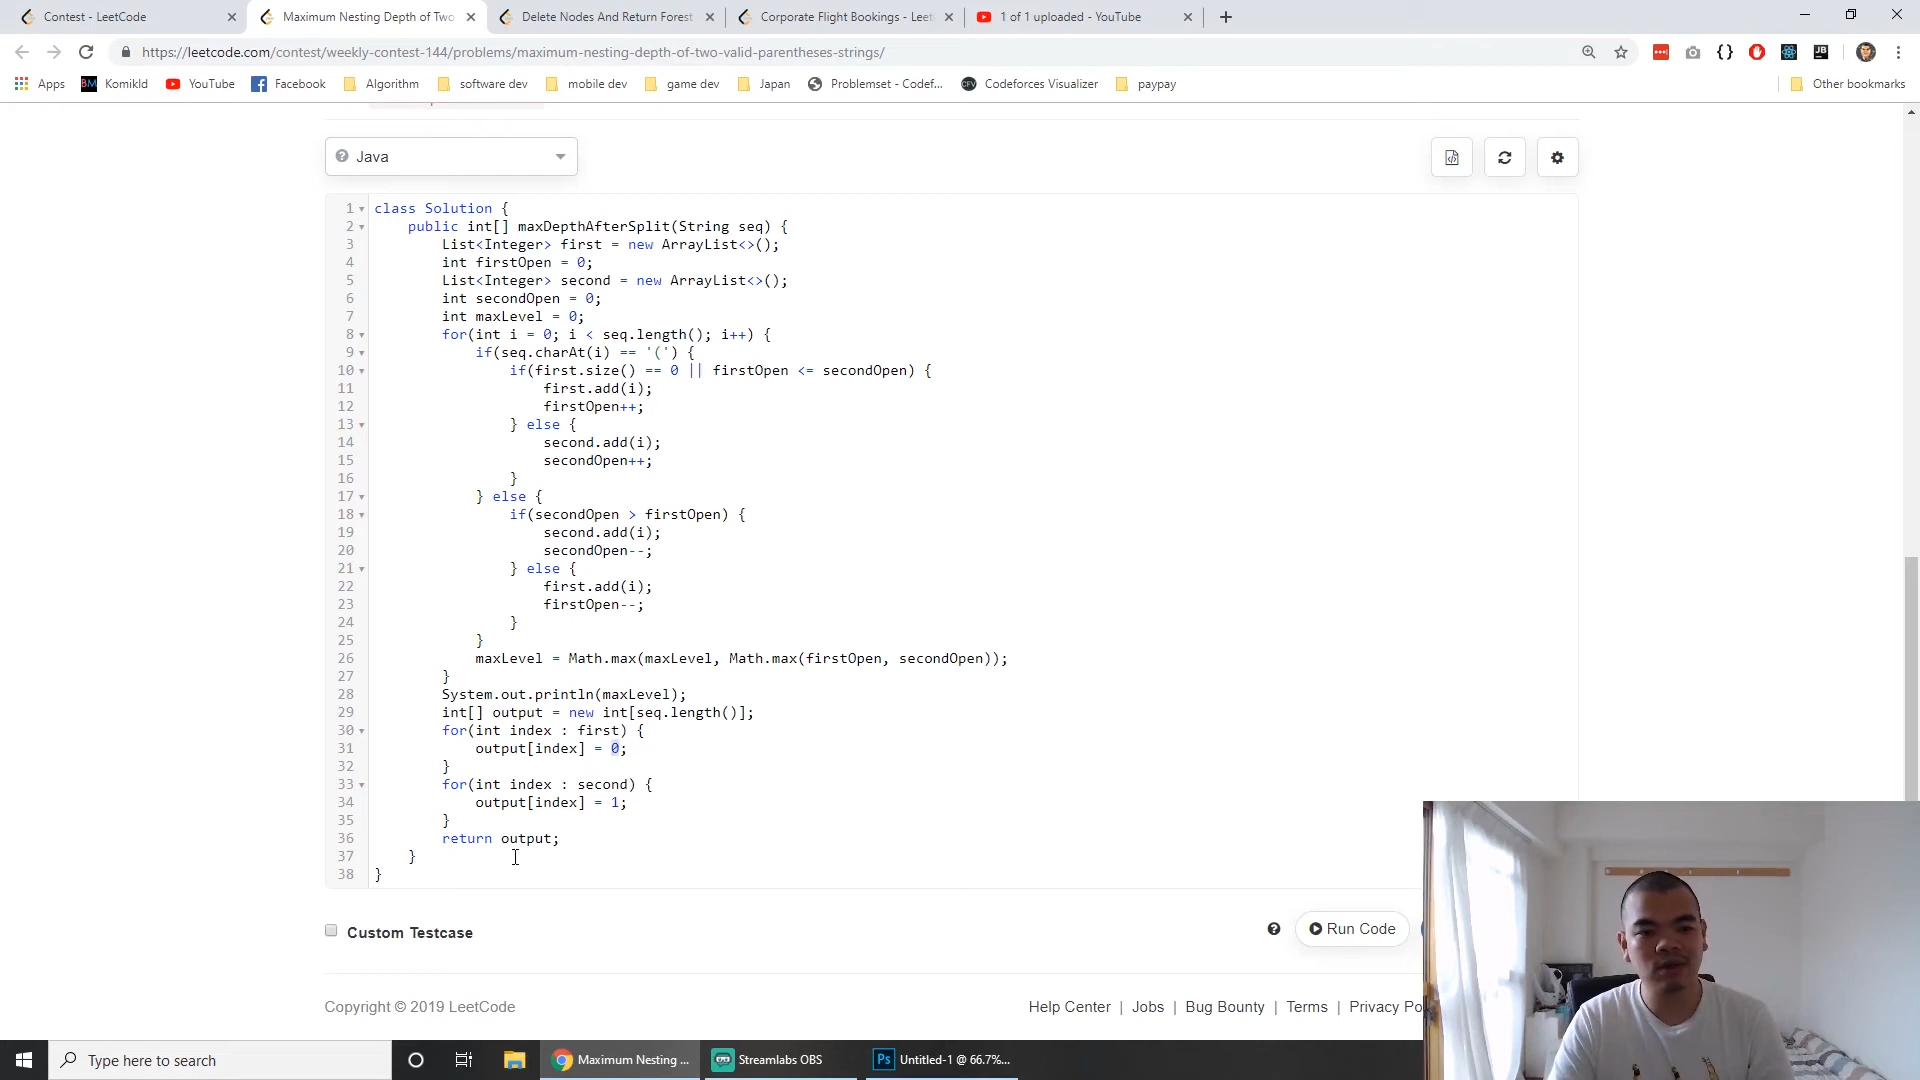 Contest - LeetCode
Maximum Nesting Depth of Two
Delete Nodes And Return Forest
Corporate Flight Bookings - Leet
1 of 1 uploaded - YouTube
https://leetcode.com/contest/weekly-contest-144/problems/maximum-nesting-depth-of-two-valid-parentheses-strings/
Apps
BM Komikld
YouTube
Facebook
Algorithm
software dev
mobile dev
game dev
Japan
Problemset - Codef...
Codeforces Visualizer
paypay
Other bookmarks
Java
1 class Solution {
2 public int[] maxDepthAfterSplit(String seq) {
3 List<Integer> first = new ArrayList<>();
4 int firstOpen = 0;
5 List<Integer> second = new ArrayList<>();
6 int secondOpen = 0;
7 int maxLevel = 0;
8 for(int i = 0; i < seq.length(); i++) {
9 if(seq.charAt(i) == '(') {
10 if(first.size() == 0 || firstOpen <= secondOpen) {
11 first.add(i);
12 firstOpen++;
13 } else {
14 second.add(i);
15 secondOpen++;
16 }
17 } else {
18 if(secondOpen > firstOpen) {
19 second.add(i);
20 secondOpen--;
21 } else {
22 first.add(i);
23 firstOpen--;
24 }
25 }
26 maxLevel = Math.max(maxLevel, Math.max(firstOpen, secondOpen));
27 }
28 System.out.println(maxLevel);
29 int[] output = new int[seq.length()];
30 for(int index : first) {
31 output[index] = 0;
32 }
33 for(int index : second) {
34 output[index] = 1;
35 }
36 return output;
37 }
38 }
Custom Testcase
Run Code
Copyright © 2019 LeetCode
Help Center | Jobs | Bug Bounty | Terms | Privacy Po
Type here to search
Maximum Nesting ...
Streamlabs OBS
Ps Untitled-1 @ 66.7%...